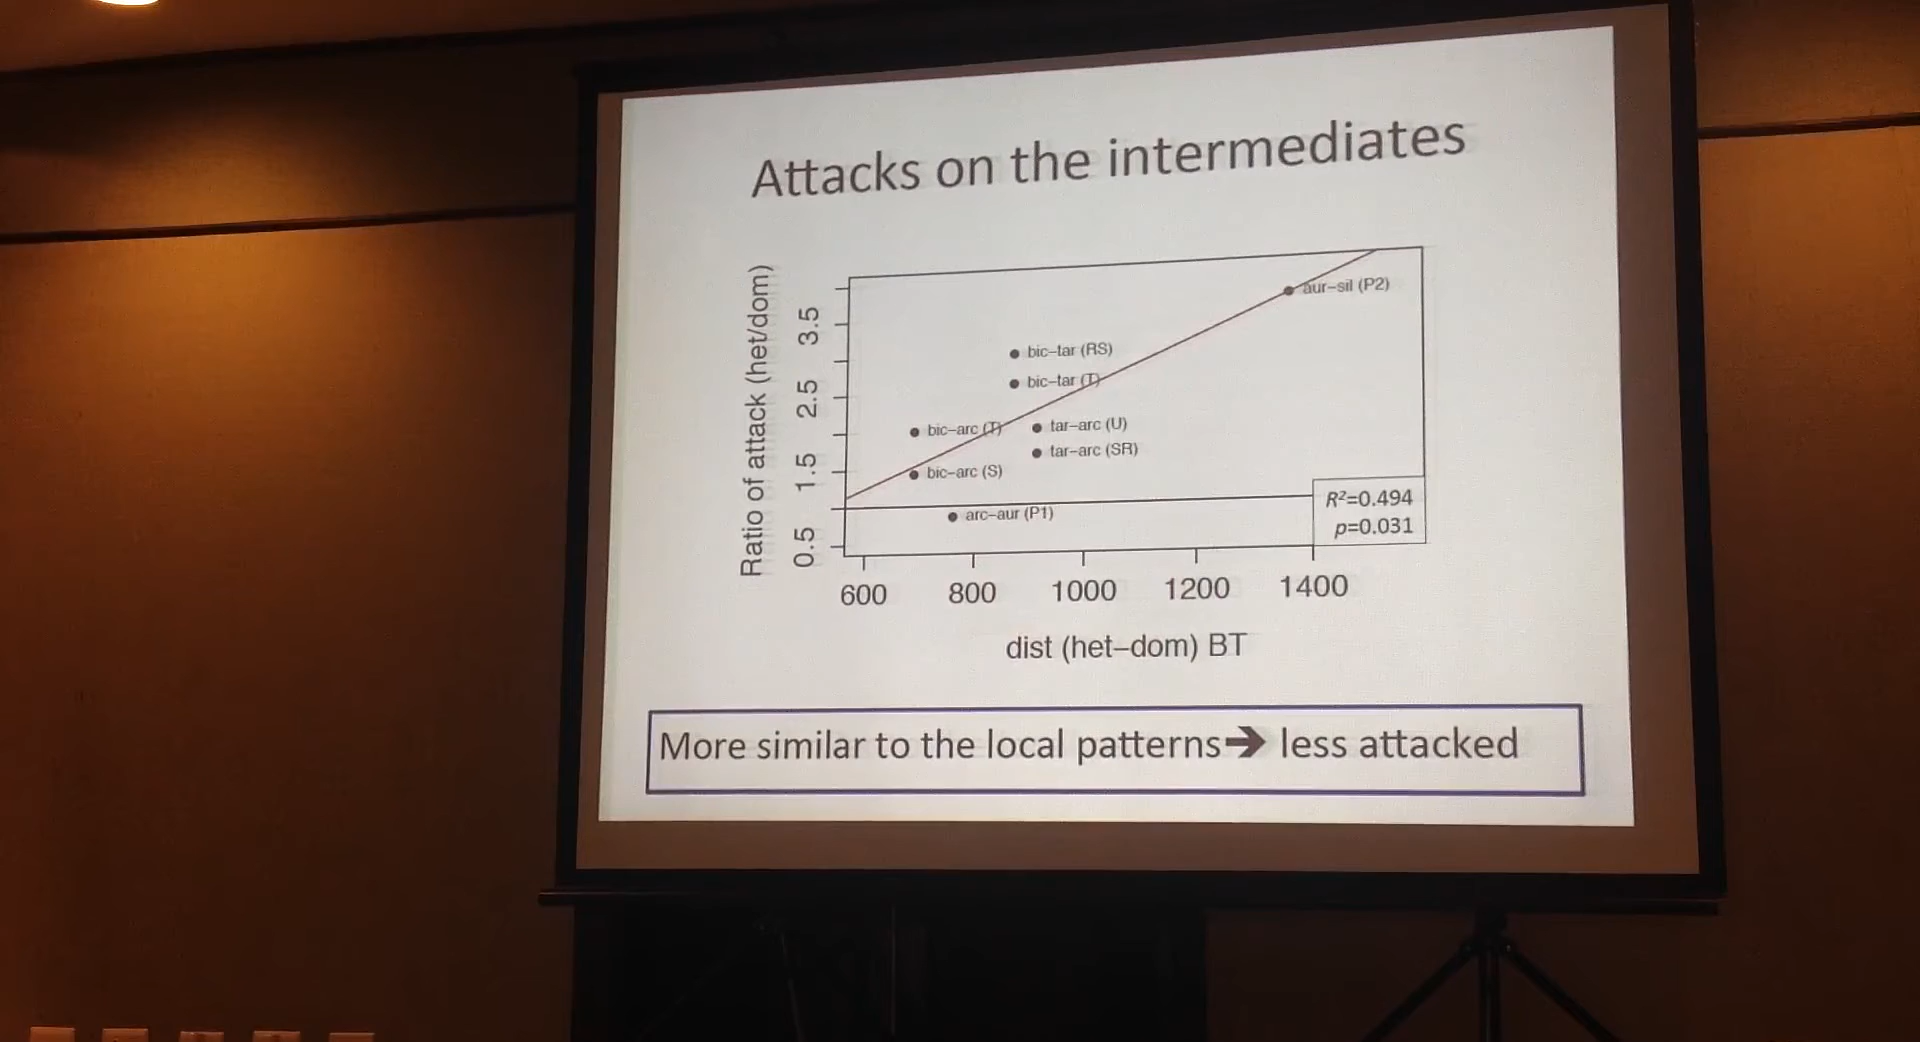 Attacks on the intermediates
Ratio of attack (het/dom)
3.5
2.5
1.5
0.5
aur–sil (P2)
bic–tar (RS)
bic–tar (T)
bic–arc (T)
tar–arc (U)
tar–arc (SR)
bic–arc (S)
arc–aur (P1)
R²=0.494
p=0.031
600 800 1000 1200 1400
dist (het–dom) BT
More similar to the local patterns➔ less attacked